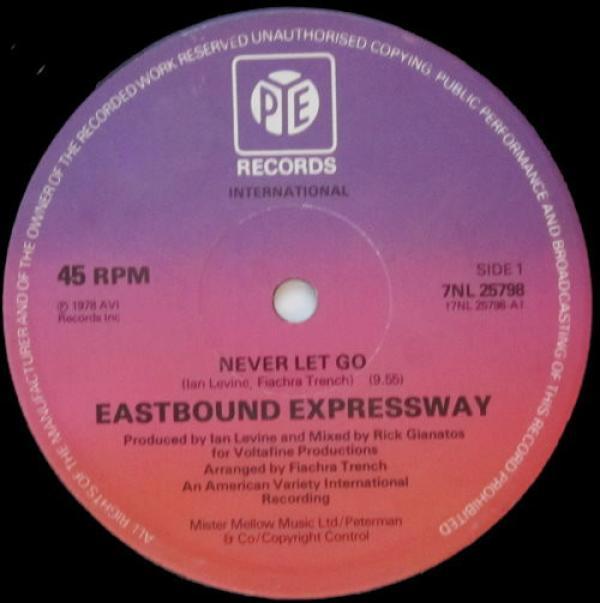 ALL RIGHTS OF THE MANUFACTURER AND OF THE OWNER OF THE RECORDED WORK RESERVED UNAUTHORISED COPYING. PUBLIC PERFORMANCE AND BROADCASTING OF THIS RECORD PROHIBITED
PYE
RECORDS
INTERNATIONAL
45 RPM
℗ 1978 AVI
Records Inc
SIDE 1
7NL 25798
17NL 25798-A1
NEVER LET GO
(Ian Levine, Fiachra Trench) (9.55)
EASTBOUND EXPRESSWAY
Produced by Ian Levine and Mixed by Rick Gianatos
for Voltafine Productions
Arranged by Fiachra Trench
An American Variety International
Recording
Mister Mellow Music Ltd/Peterman
& Co/Copyright Control